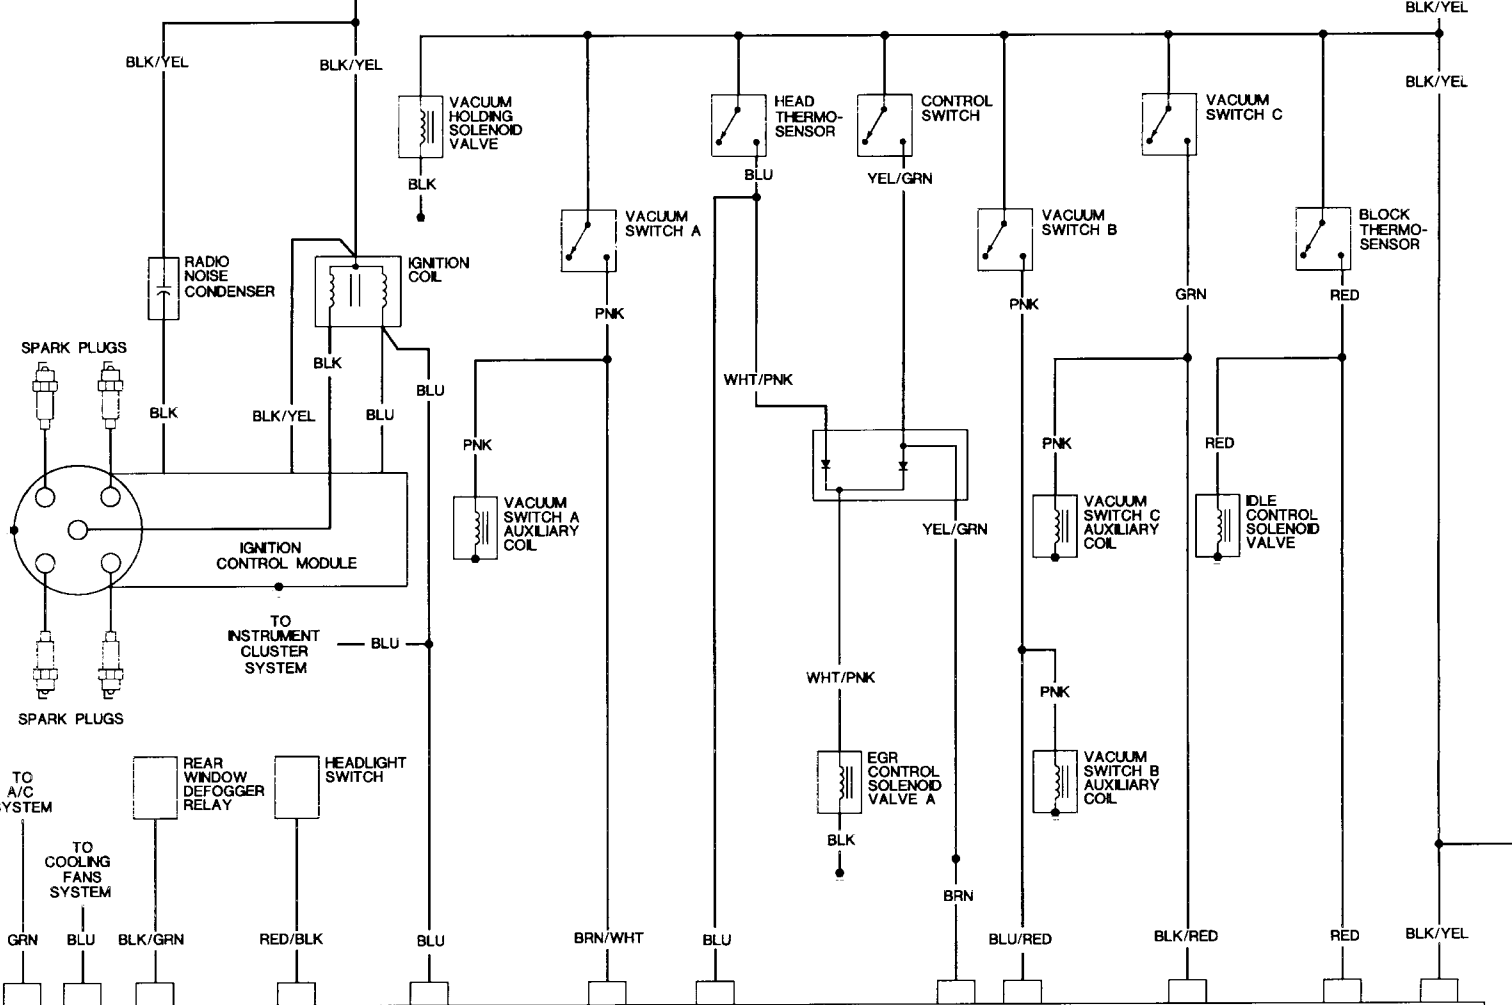 BLK/YEL
BLK/YEL
BLK/YEL
BLK/YEL
VACUUM
HOLDING
SOLENOID
VALVE
HEAD
THERMO-
SENSOR
CONTROL
SWITCH
VACUUM
SWITCH C
BLK
BLU
YEL/GRN
VACUUM
SWITCH A
VACUUM
SWITCH B
BLOCK
THERMO-
SENSOR
RADIO
NOISE
CONDENSER
IGNITION
COIL
PNK
PNK
GRN
RED
SPARK PLUGS
BLK
BLU
WHT/PNK
BLK
BLK/YEL
BLU
PNK
PNK
RED
VACUUM
SWITCH A
AUXILIARY
COIL
YEL/GRN
VACUUM
SWITCH C
AUXILIARY
COIL
IDLE
CONTROL
SOLENOID
VALVE
IGNITION
CONTROL MODULE
TO
INSTRUMENT
CLUSTER
SYSTEM
BLU
WHT/PNK
PNK
SPARK PLUGS
TO
A/C
SYSTEM
REAR
WINDOW
DEFOGGER
RELAY
HEADLIGHT
SWITCH
EGR
CONTROL
SOLENOID
VALVE A
VACUUM
SWITCH B
AUXILIARY
COIL
TO
COOLING
FANS
SYSTEM
BLK
BRN
GRN
BLU
BLK/GRN
RED/BLK
BLU
BRN/WHT
BLU
BLU/RED
BLK/RED
RED
BLK/YEL